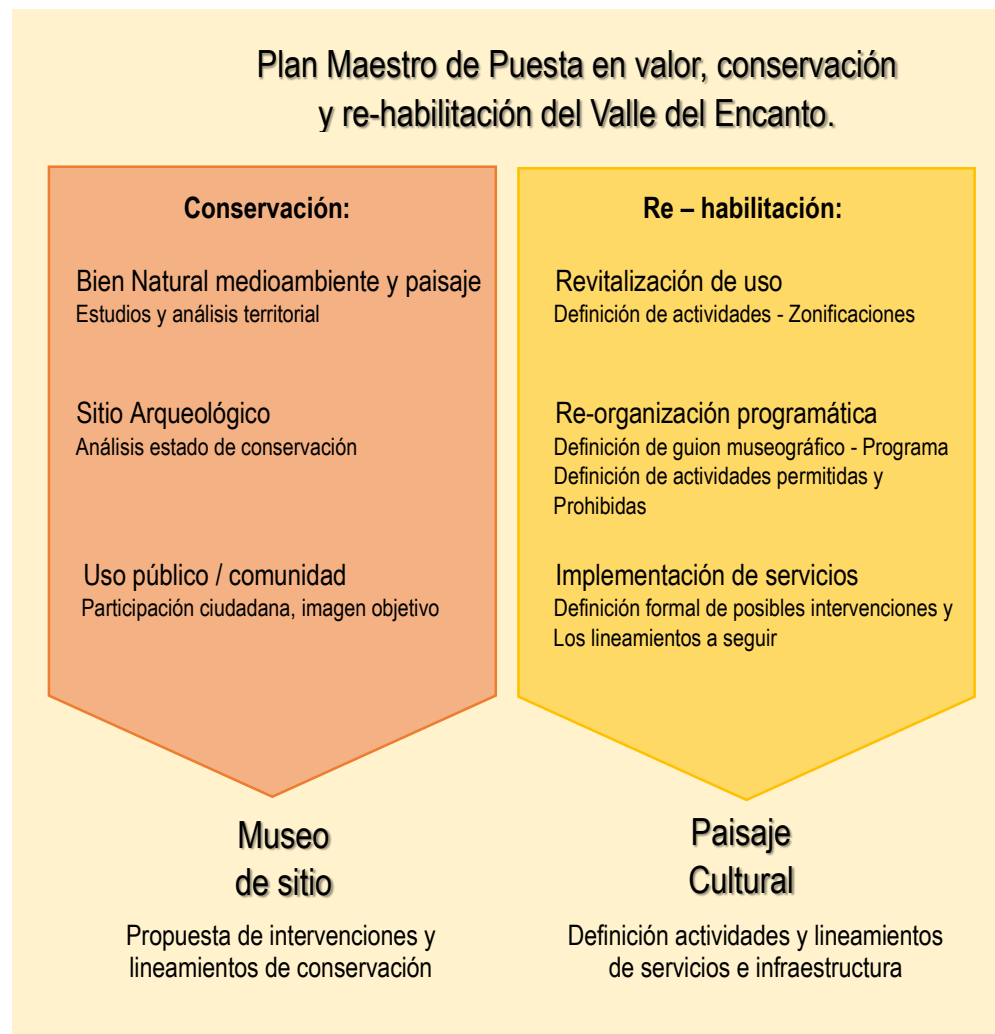 Plan Maestro de Puesta en valor, conservación
y re-habilitación del Valle del Encanto.
Conservación:
Bien Natural medioambiente y paisaje
Estudios y análisis territorial
Sitio Arqueológico
Análisis estado de conservación
Uso público / comunidad
Participación ciudadana, imagen objetivo
Museo
de sitio
Propuesta de intervenciones y
lineamientos de conservación
Re – habilitación:
Revitalización de uso
Definición de actividades - Zonificaciones
Re-organización programática
Definición de guion museográfico - Programa
Definición de actividades permitidas y
Prohibidas
Implementación de servicios
Definición formal de posibles intervenciones y
Los lineamientos a seguir
Paisaje
Cultural
Definición actividades y lineamientos
de servicios e infraestructura